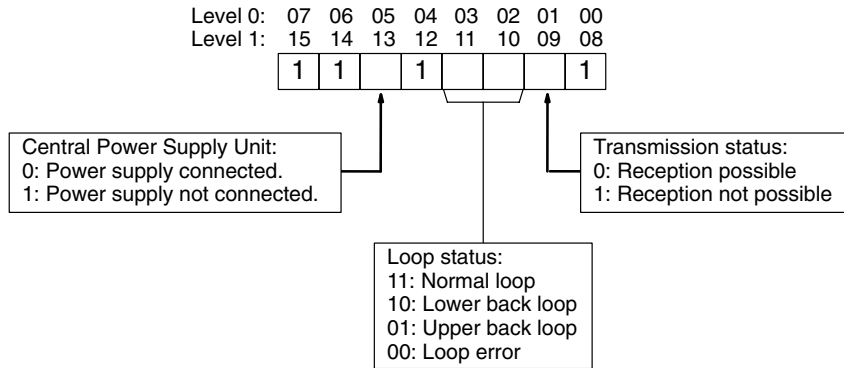 Level 0: 07 06 05 04 03 02 01 00
Level 1: 15 14 13 12 11 10 09 08
1 1 1 1
Central Power Supply Unit:
0: Power supply connected.
1: Power supply not connected.
Transmission status:
0: Reception possible
1: Reception not possible
Loop status:
11: Normal loop
10: Lower back loop
01: Upper back loop
00: Loop error